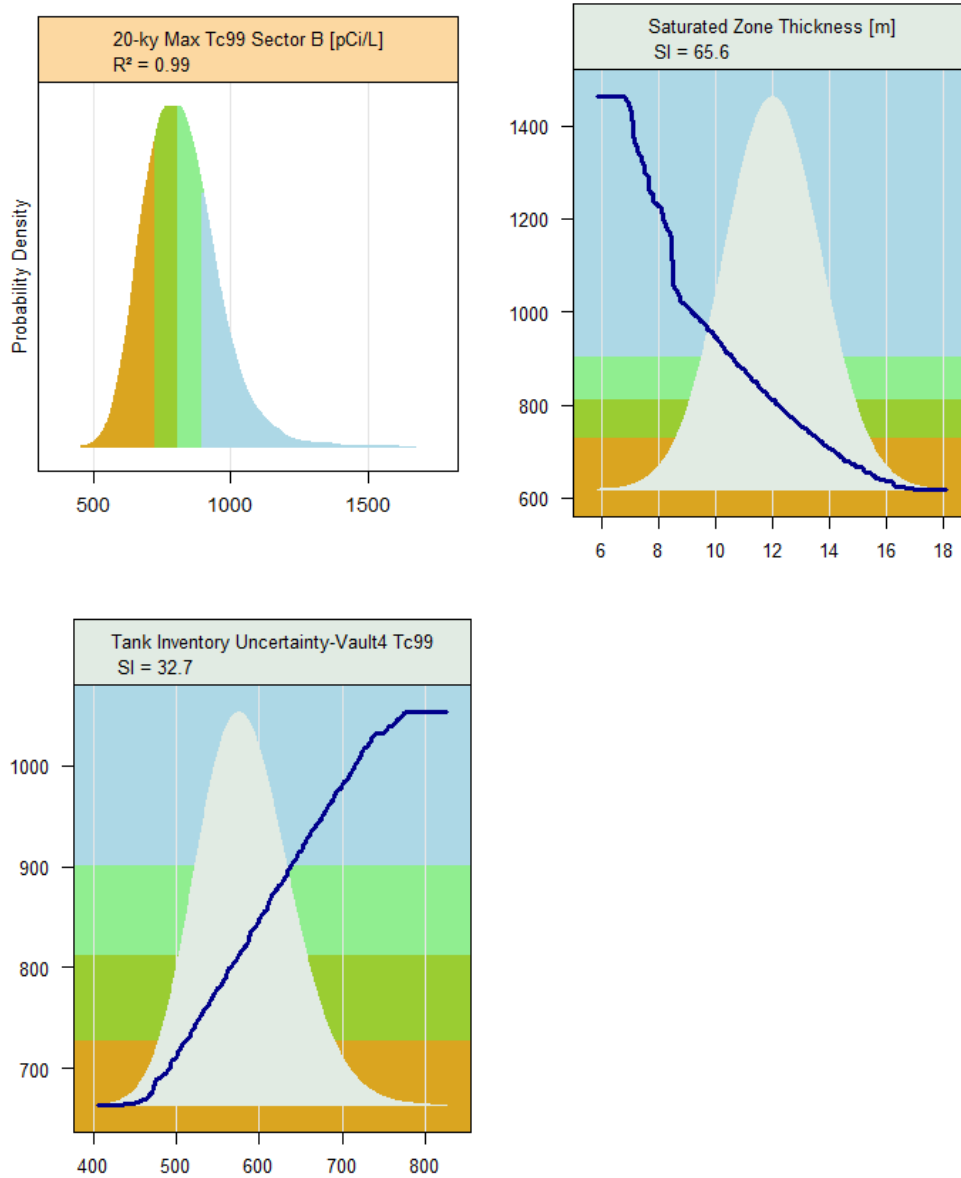 20-ky Max Tc99 Sector B [pCi/L]
R² = 0.99
Probability Density
500 1000 1500
Saturated Zone Thickness [m]
SI = 65.6
1400
1200
1000
800
600
6 8 10 12 14 16 18
Tank Inventory Uncertainty-Vault4 Tc99
SI = 32.7
1000
900
800
700
400 500 600 700 800